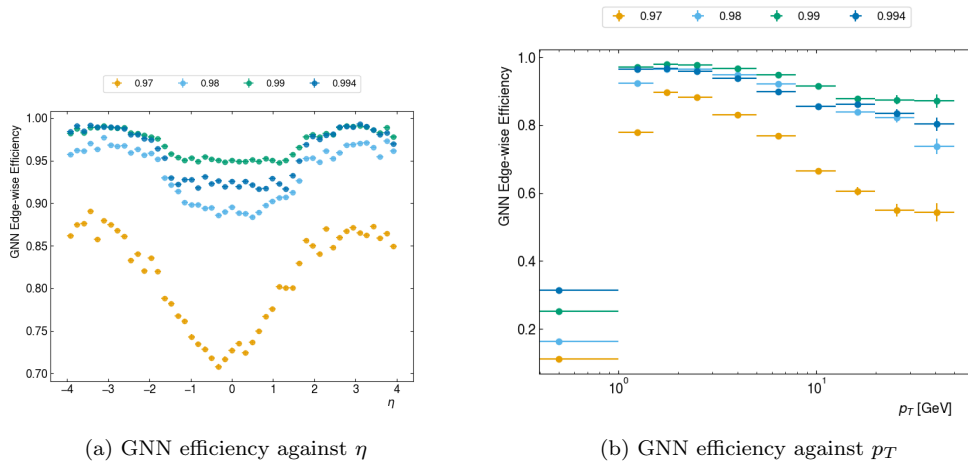 0.97 0.98 0.99 0.994
GNN Edge-wise Efficiency
1.00
0.95
0.90
0.85
0.80
0.75
0.70
−4 −3 −2 −1 0 1 2 3 4
η
(a) GNN efficiency against η
0.97 0.98 0.99 0.994
GNN Edge-wise Efficiency
1.0
0.8
0.6
0.4
0.2
10⁰ 10¹
p_T [GeV]
(b) GNN efficiency against p_T